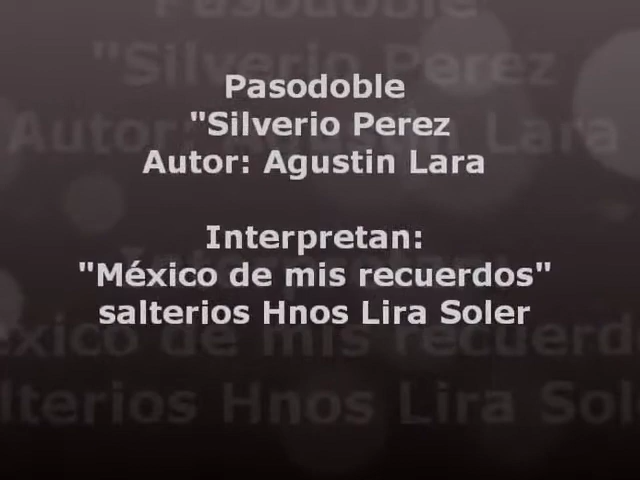 Pasodoble
"Silverio Perez
Autor: Agustin Lara
Interpretan:
"México de mis recuerdos"
salterios Hnos Lira Soler